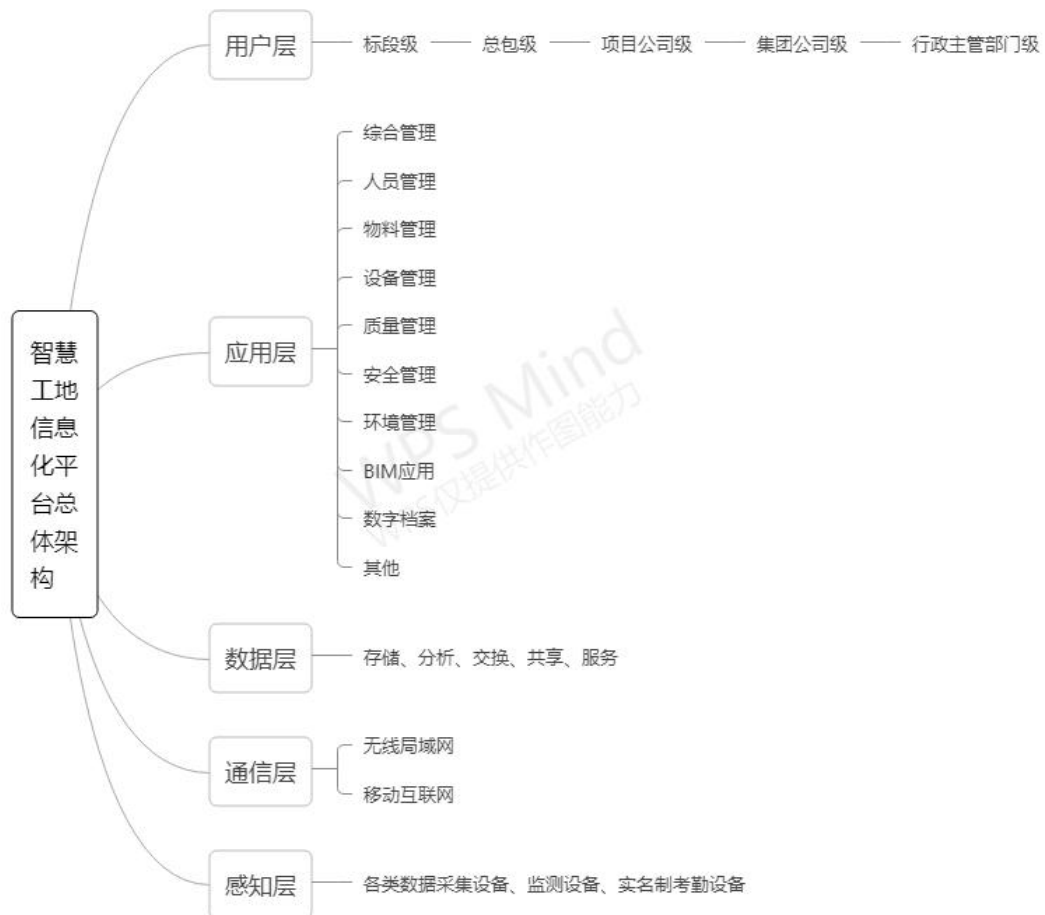 智慧
工地
信息
化平
台总
体架
构
用户层
标段级 总包级 项目公司级 集团公司级 行政主管部门级
应用层
综合管理
人员管理
物料管理
设备管理
质量管理
安全管理
环境管理
BIM应用
数字档案
其他
数据层
存储、分析、交换、共享、服务
通信层
无线局域网
移动互联网
感知层
各类数据采集设备、监测设备、实名制考勤设备
WPS Mind
WPS仅提供作图能力